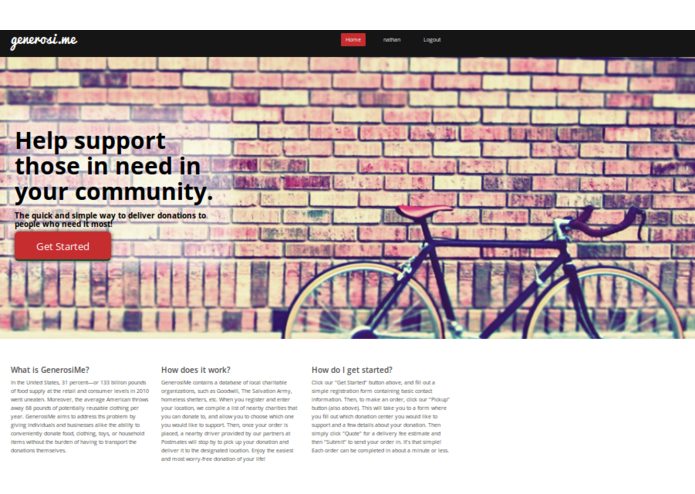 generosi.me
Home nathan Logout
Help support
those in need in
your community.
The quick and simple way to deliver donations to
people who need it most!
Get Started
What is GenerosiMe?
In the United States, 31 percent—or 133 billion pounds
of food supply at the retail and consumer levels in 2010
went uneaten. Moreover, the average American throws
away 68 pounds of potentially reusable clothing per
year. GenerosiMe aims to address this problem by
giving individuals and businesses alike the ability to
conveniently donate food, clothing, toys, or household
items without the burden of having to transport the
donations themselves.
How does it work?
GenerosiMe contains a database of local charitable
organizations, such as Goodwill, The Salvation Army,
homeless shelters, etc. When you register and enter
your location, we compile a list of nearby charities that
you can donate to, and allow you to choose which one
you would like to support. Then, once your order is
placed, a nearby driver provided by our partners at
Postmates will stop by to pick up your donation and
deliver it to the designated location. Enjoy the easiest
and most worry-free donation of your life!
How do I get started?
Click our "Get Started" button above, and fill out a
simple registration form containing basic contact
information. Then, to make an order, click our "Pickup"
button (also above). This will take you to a form where
you fill out which donation center you would like to
support and a few details about your donation. Then
simply click "Quote" for a delivery fee estimate and
then "Submit" to send your order in. It's that simple!
Each order can be completed in about a minute or less.